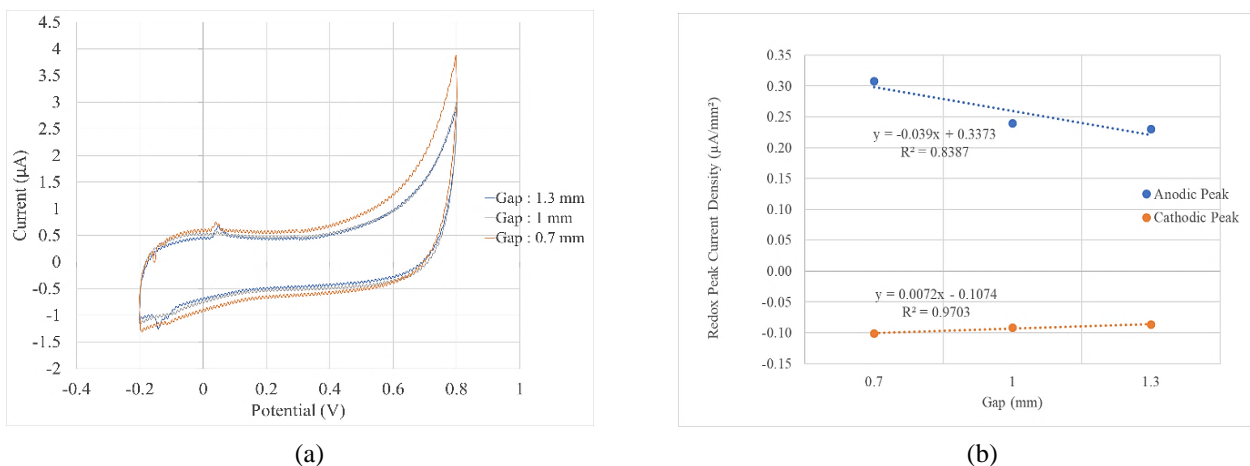 4.5
4
3.5
3
2.5
2
1.5
1
0.5
0
-0.5
-1
-1.5
-2
-0.4
-0.2
0
0.2
0.4
0.6
0.8
1
Current (µA)
Potential (V)
Gap : 1.3 mm
Gap : 1 mm
Gap : 0.7 mm
(a)
0.35
0.30
0.25
0.20
0.15
0.10
0.05
0.00
-0.05
-0.10
-0.15
0.7
1
1.3
Redox Peak Current Density (µA/mm²)
Gap (mm)
y = -0.039x + 0.3373
R² = 0.8387
y = 0.0072x - 0.1074
R² = 0.9703
Anodic Peak
Cathodic Peak
(b)